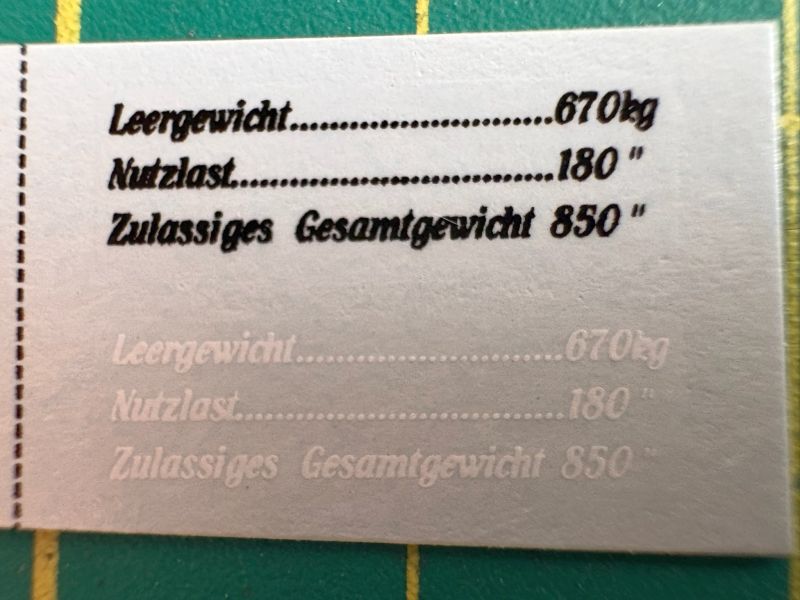 Leergewicht...........................670kg
Nutzlast.................................180 "
Zulassiges Gesamtgewicht 850 "
Leergewicht...........................670kg
Nutzlast.................................180 "
Zulassiges Gesamtgewicht 850 "